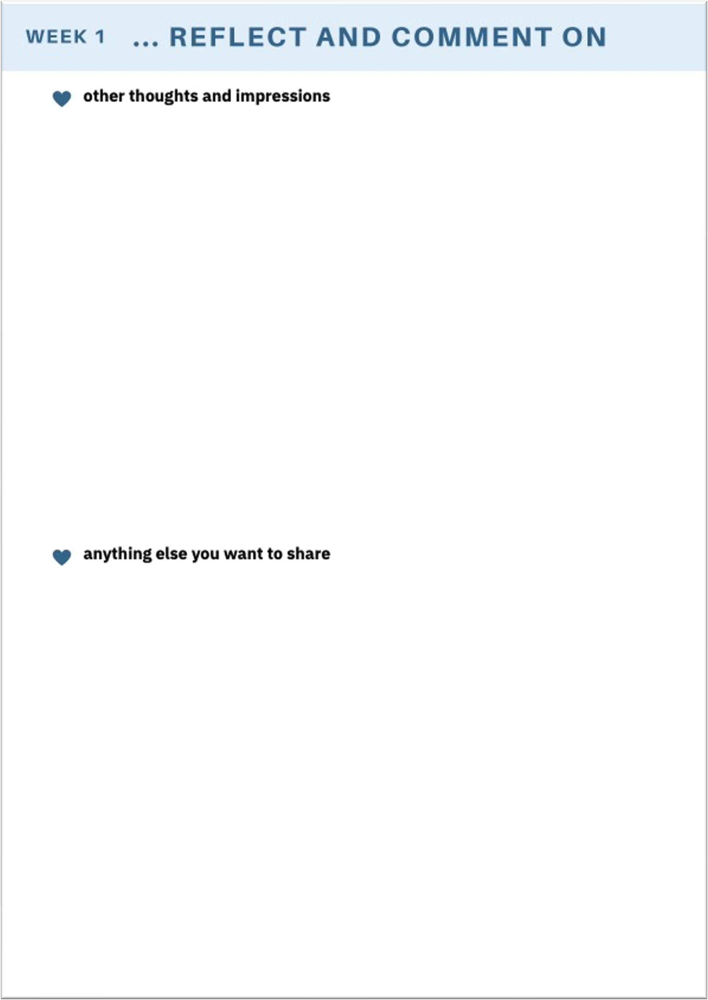 WEEK 1 ... REFLECT AND COMMENT ON
other thoughts and impressions
anything else you want to share